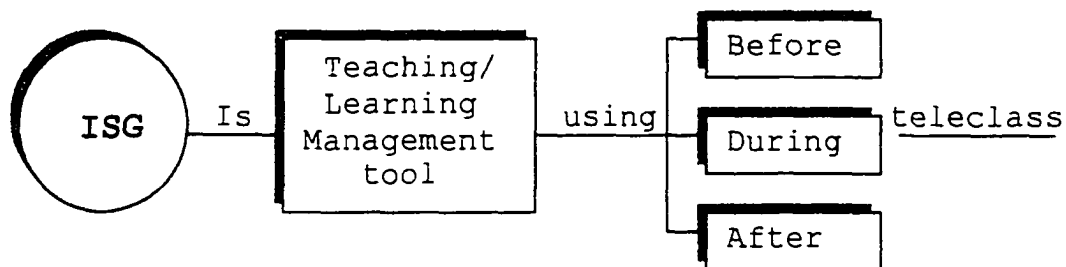 ISG
Is
Teaching/
Learning
Management
tool
using
Before
During
After
teleclass